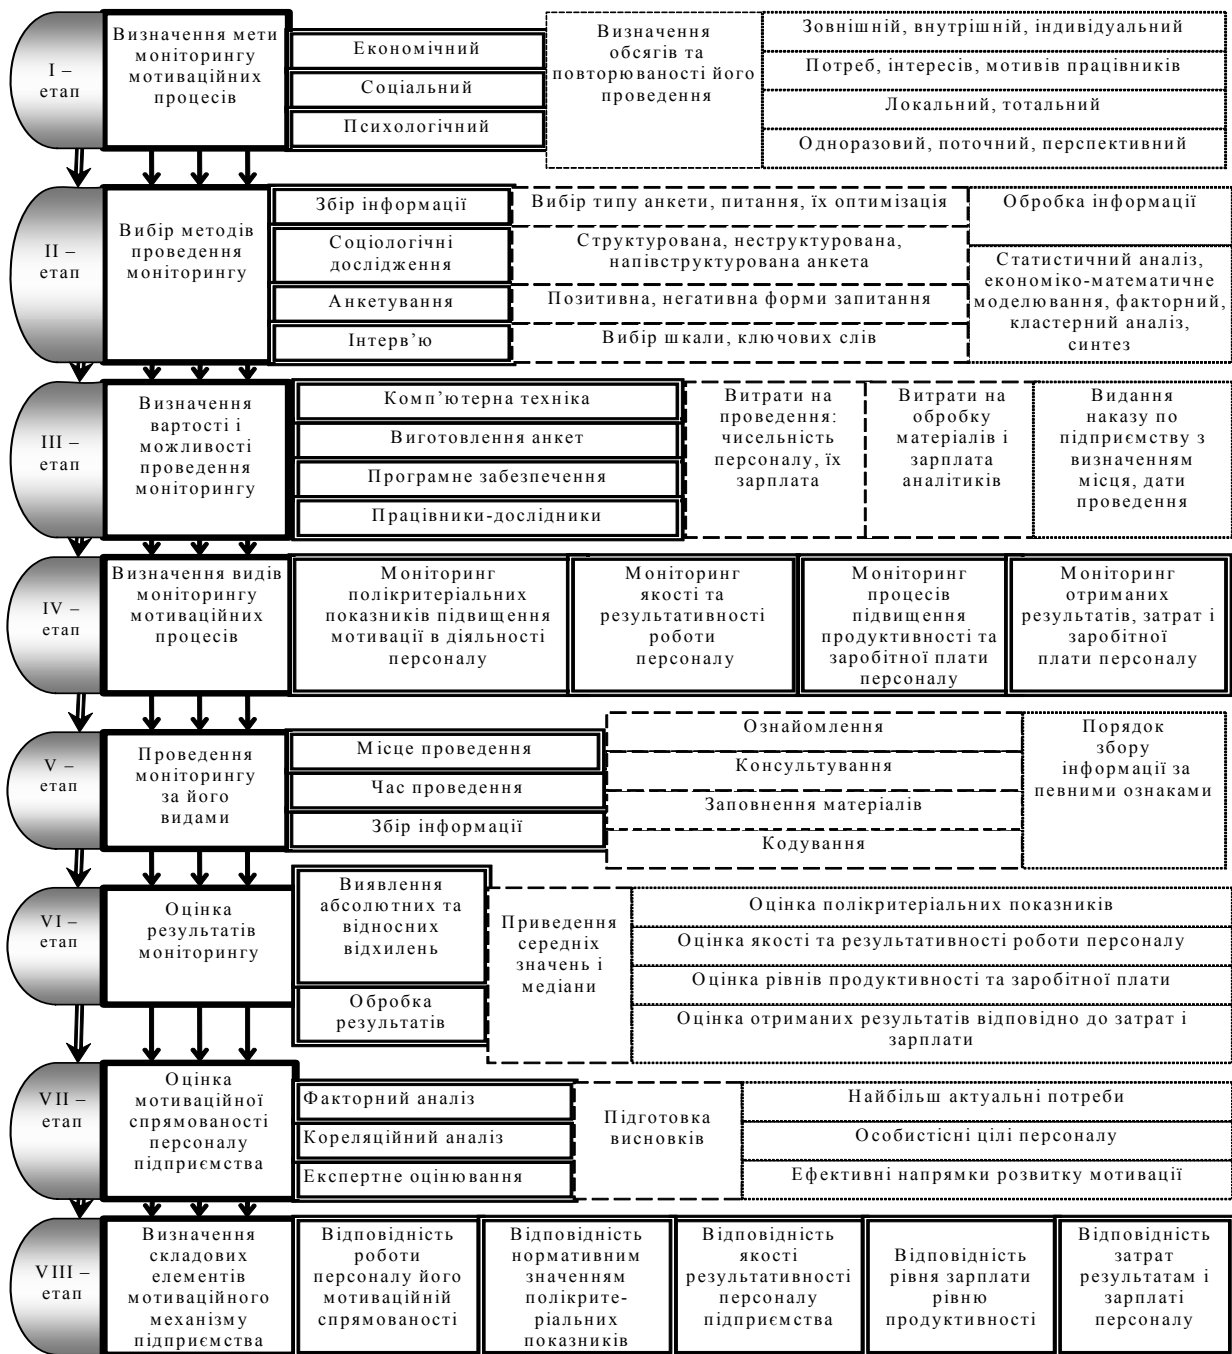 І –
етап
Визначення мети
моніторингу
мотиваційних
процесів
Економічний
Соціальний
Психологічний
Визначення
обсягів та
повторюваності його
проведення
Зовнішній, внутрішній, індивідуальний
Потреб, інтересів, мотивів працівників
Локальний, тотальний
Одноразовий, поточний, перспективний
ІІ –
етап
Вибір методів
проведення
моніторингу
Збір інформації
Соціологічні
дослідження
Анкетування
Інтерв’ю
Вибір типу анкети, питання, їх оптимізація
Структурована, неструктурована,
напівструктурована анкета
Позитивна, негативна форми запитання
Вибір шкали, ключових слів
Обробка інформації
Статистичний аналіз,
економіко-математичне
моделювання, факторний,
кластерний аналіз,
синтез
ІІІ –
етап
Визначення
вартості і
можливості
проведення
моніторингу
Комп’ютерна техніка
Виготовлення анкет
Програмне забезпечення
Працівники-дослідники
Витрати на
проведення:
чисельність
персоналу, їх
зарплата
Витрати на
обробку
матеріалів і
зарплата
аналітиків
Видання
наказу по
підприємству з
визначенням
місця, дати
проведення
IV –
етап
Визначення видів
моніторингу
мотиваційних
процесів
Моніторинг
полікритеріальних
показників підвищення
мотивації в діяльності
персоналу
Моніторинг
якості та
результативності
роботи
персоналу
Моніторинг
процесів
підвищення
продуктивності та
заробітної плати
персоналу
Моніторинг
отриманих
результатів, затрат і
заробітної
плати персоналу
V –
етап
Проведення
моніторингу
за його
видами
Місце проведення
Час проведення
Збір інформації
Ознайомлення
Консультування
Заповнення матеріалів
Кодування
Порядок
збору
інформації за
певними ознаками
VI –
етап
Оцінка
результатів
моніторингу
Виявлення
абсолютних та
відносних
відхилень
Обробка
результатів
Приведення
середніх
значень і
медіани
Оцінка полікритеріальних показників
Оцінка якості та результативності роботи персоналу
Оцінка рівнів продуктивності та заробітної плати
Оцінка отриманих результатів відповідно до затрат і
зарплати
VII –
етап
Оцінка
мотиваційної
спрямованості
персоналу
підприємства
Факторний аналіз
Кореляційний аналіз
Експертне оцінювання
Підготовка
висновків
Найбільш актуальні потреби
Особистісні цілі персоналу
Ефективні напрямки розвитку мотивації
VIII –
етап
Визначення
складових
елементів
мотиваційного
механізму
підприємства
Відповідність
роботи
персоналу його
мотиваційній
спрямованості
Відповідність
нормативним
значенням
полікрите-
ріальних
показників
Відповідність
якості
результативності
персоналу
підприємства
Відповідність
рівня зарплати
рівню
продуктивності
Відповідність
затрат
результатам і
зарплаті
персоналу